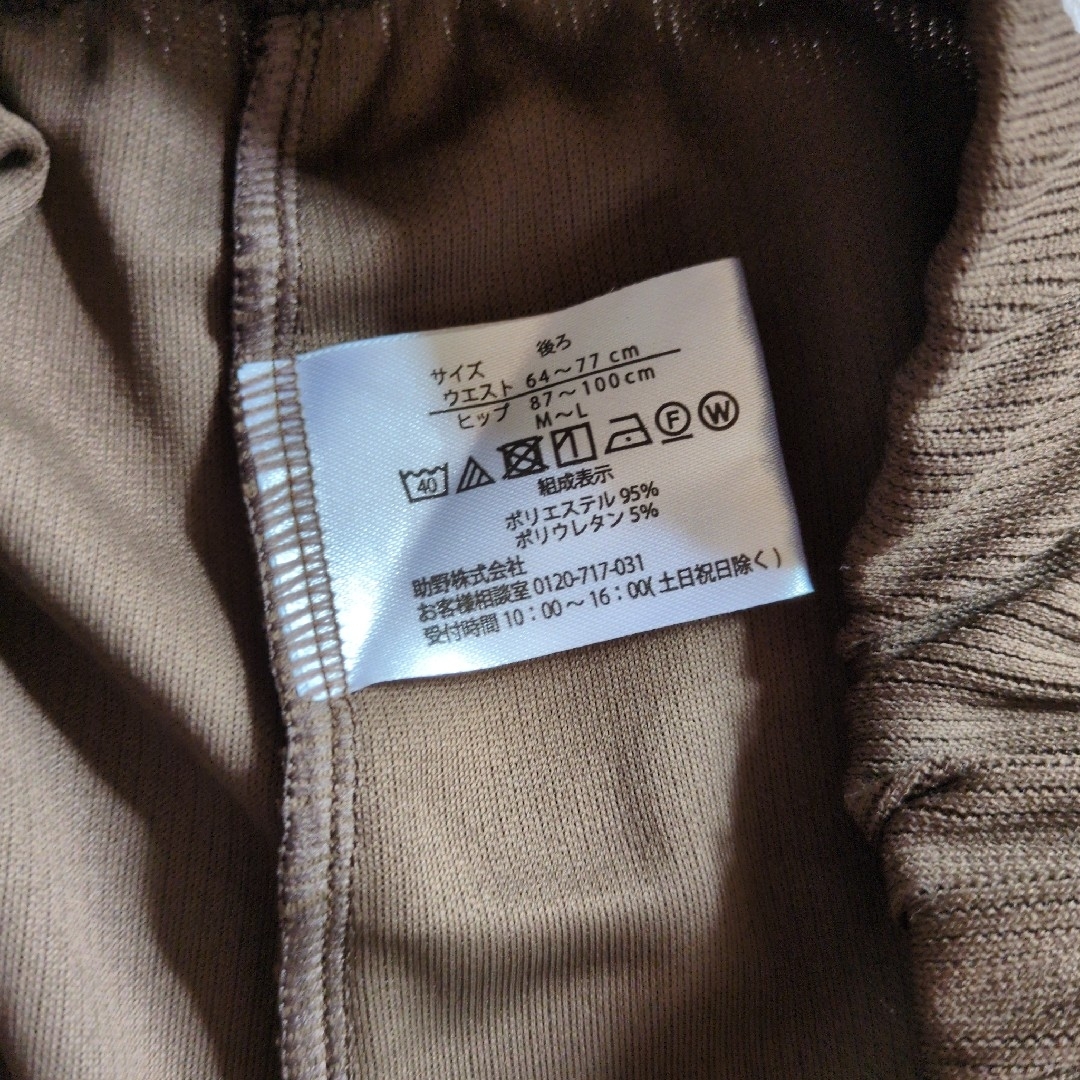 後ろ
サイズ
ウエスト 64～77 cm
ヒップ 87～100cm
M～L
40 F W
組成表示
ポリエステル 95%
ポリウレタン 5%
助野株式会社
お客様相談室 0120-717-031
受付時間 10：00～16：00(土日祝日除く)